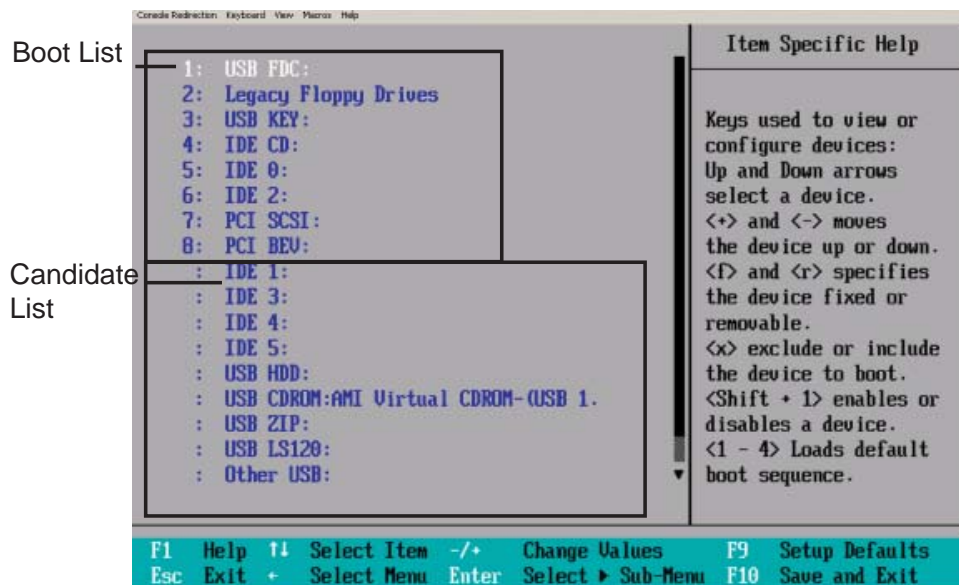 Console Redirection Keyboard View Macros Help
Boot List
1: USB FDC:
2: Legacy Floppy Drives
3: USB KEY:
4: IDE CD:
5: IDE 0:
6: IDE 2:
7: PCI SCSI:
8: PCI BEV:
Candidate
List
: IDE 1:
: IDE 3:
: IDE 4:
: IDE 5:
: USB HDD:
: USB CDROM:AMI Virtual CDROM-(USB 1.
: USB ZIP:
: USB LS120:
: Other USB:
Item Specific Help
Keys used to view or
configure devices:
Up and Down arrows
select a device.
<+> and <-> moves
the device up or down.
<f> and <r> specifies
the device fixed or
removable.
<x> exclude or include
the device to boot.
<Shift + 1> enables or
disables a device.
<1 - 4> Loads default
boot sequence.
F1 Help ↑↓ Select Item -/+ Change Values F9 Setup Defaults
Esc Exit ← Select Menu Enter Select ▶ Sub-Menu F10 Save and Exit